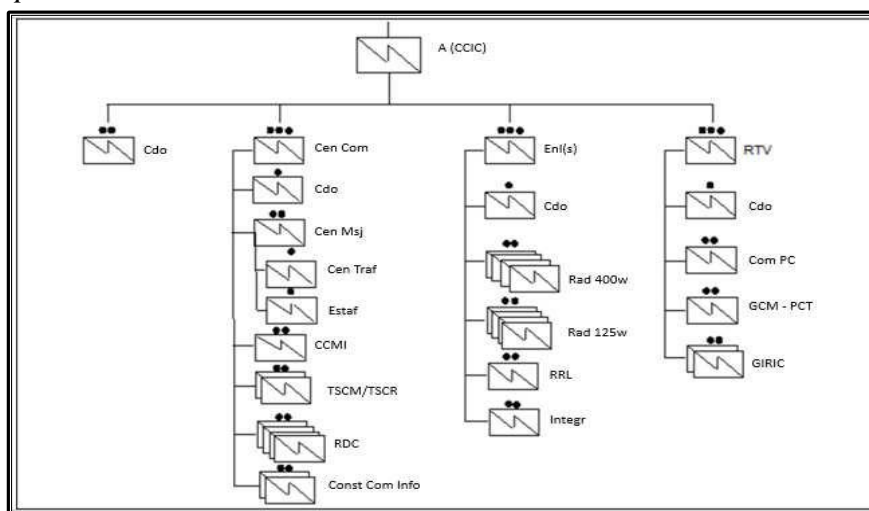 A (CCIC)
Cdo
Cen Com
Cdo
Cen Msj
Cen Traf
Estaf
CCMI
TSCM/TSCR
RDC
Const Com Info
Enl(s)
Cdo
Rad 400w
Rad 125w
RRL
Integr
RTV
Cdo
Com PC
GCM - PCT
GIRIC